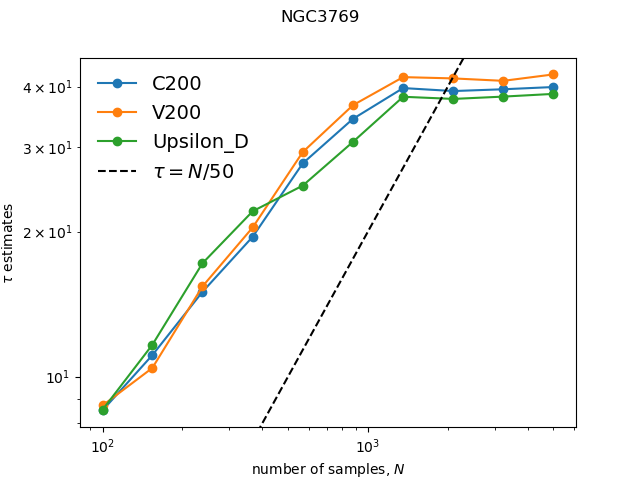 NGC3769
C200
V200
Upsilon_D
τ = N/50
4 × 10¹
3 × 10¹
2 × 10¹
10¹
τ estimates
10²
10³
number of samples, N